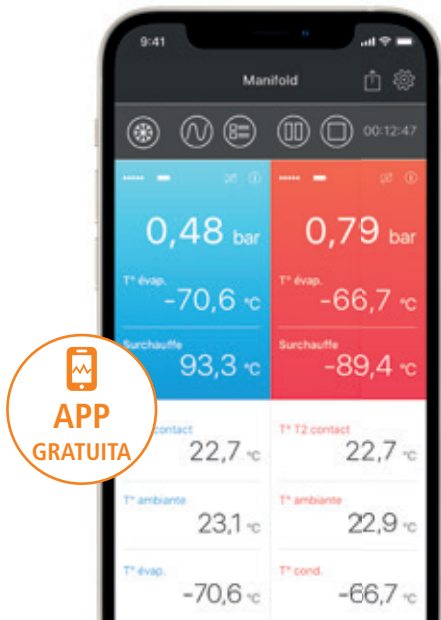 9:41
Manifold
00:12:47
0,48 bar
0,79 bar
T° évap.
-70,6 °C
T° évap.
-66,7 °C
Surchauffe
93,3 °C
Surchauffe
-89,4 °C
APP
GRATUITA
contact
22,7 °C
T° T2 contact
22,7 °C
T° ambiante
23,1 °C
T° ambiante
22,9 °C
T° évap.
-70,6 °C
T° cond.
-66,7 °C